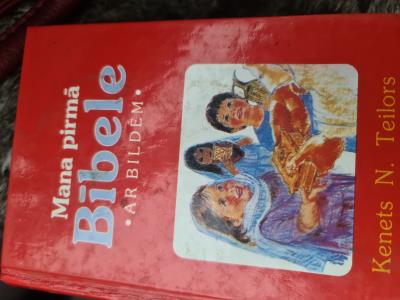 Mana pirmā
Bībele
• AR BILDĒM •
Kenets N. Teilors